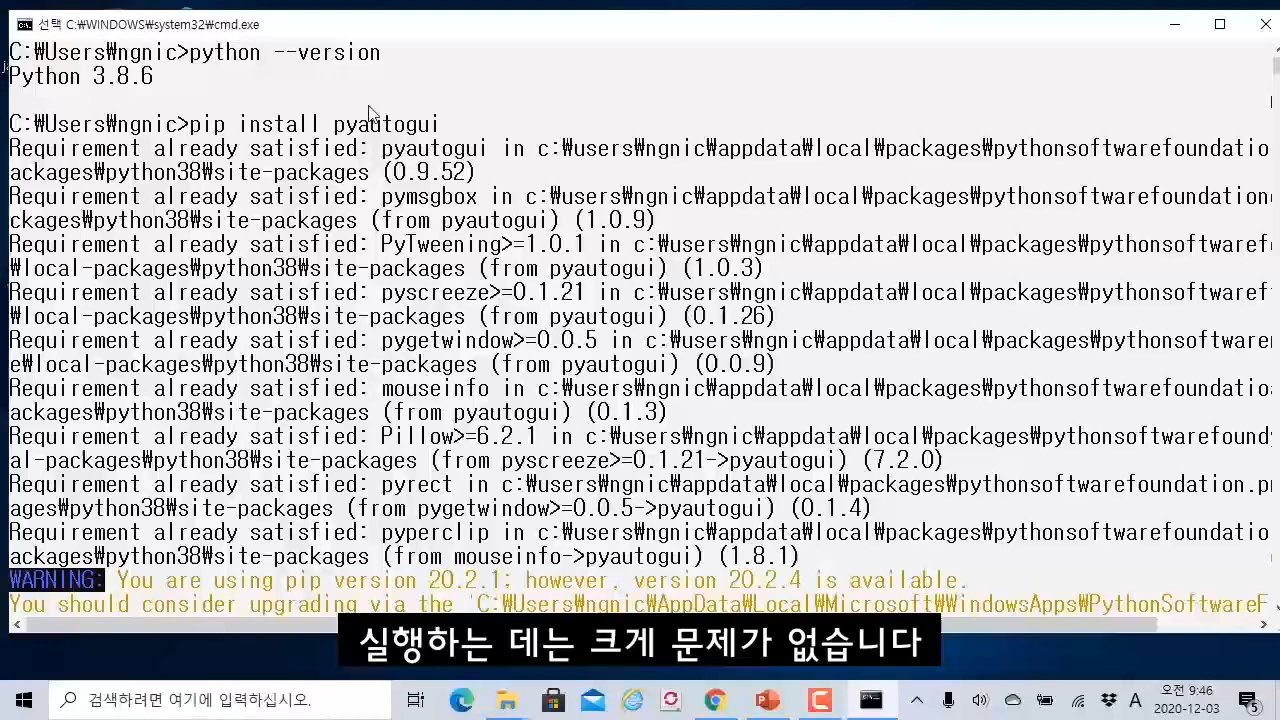 선택 C:₩WINDOWS₩system32₩cmd.exe
C:₩Users₩ngnic>python --version
Python 3.8.6
C:₩Users₩ngnic>pip install pyautogui
Requirement already satisfied: pyautogui in c:₩users₩ngnic₩appdata₩local₩packages₩pythonsoftwarefoundatio
ackages₩python38₩site-packages (0.9.52)
Requirement already satisfied: pymsgbox in c:₩users₩ngnic₩appdata₩local₩packages₩pythonsoftwarefoundation
ckages₩python38₩site-packages (from pyautogui) (1.0.9)
Requirement already satisfied: PyTweening>=1.0.1 in c:₩users₩ngnic₩appdata₩local₩packages₩pythonsoftwaref
₩local-packages₩python38₩site-packages (from pyautogui) (1.0.3)
Requirement already satisfied: pyscreeze>=0.1.21 in c:₩users₩ngnic₩appdata₩local₩packages₩pythonsoftwaref
₩local-packages₩python38₩site-packages (from pyautogui) (0.1.26)
Requirement already satisfied: pygetwindow>=0.0.5 in c:₩users₩ngnic₩appdata₩local₩packages₩pythonsoftware
e₩local-packages₩python38₩site-packages (from pyautogui) (0.0.9)
Requirement already satisfied: mouseinfo in c:₩users₩ngnic₩appdata₩local₩packages₩pythonsoftwarefoundatio
ackages₩python38₩site-packages (from pyautogui) (0.1.3)
Requirement already satisfied: Pillow>=6.2.1 in c:₩users₩ngnic₩appdata₩local₩packages₩pythonsoftwarefound
al-packages₩python38₩site-packages (from pyscreeze>=0.1.21->pyautogui) (7.2.0)
Requirement already satisfied: pyrect in c:₩users₩ngnic₩appdata₩local₩packages₩pythonsoftwarefoundation.p
ages₩python38₩site-packages (from pygetwindow>=0.0.5->pyautogui) (0.1.4)
Requirement already satisfied: pyperclip in c:₩users₩ngnic₩appdata₩local₩packages₩pythonsoftwarefoundatio
ackages₩python38₩site-packages (from mouseinfo->pyautogui) (1.8.1)
WARNING: You are using pip version 20.2.1; however, version 20.2.4 is available.
You should consider upgrading via the 'C:₩Users₩ngnic₩AppData₩Local₩Microsoft₩WindowsApps₩PythonSoftwareF
실행하는 데는 크게 문제가 없습니다
검색하려면 여기에 입력하십시오.
A
오전 9:46
2020-12-03
5